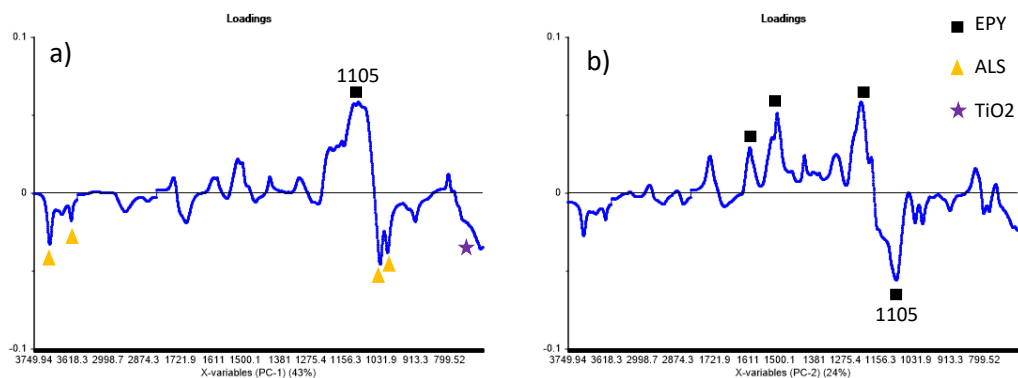 Loadings
a)
0.1
1105
0
-0.1
3749.94 3618.3 2998.7 2874.3 1721.9 1611 1500.1 1381 1275.4 1156.3 1031.9 913.3 799.52
X-variables (PC-1) (43%)
Loadings
b)
0.1
0
1105
-0.1
3749.94 3618.3 2998.7 2874.3 1721.9 1611 1500.1 1381 1275.4 1156.3 1031.9 913.3 799.52
X-variables (PC-2) (24%)
EPY
ALS
TiO2